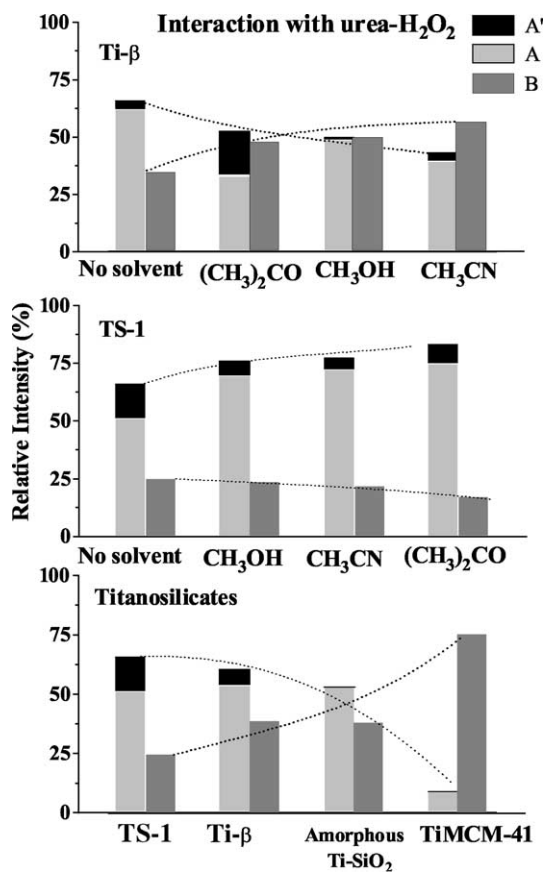 Interaction with urea-H₂O₂
A'
A
B
Ti-β
100
75
50
25
0
No solvent (CH₃)₂CO CH₃OH CH₃CN
Relative Intensity (%)
TS-1
100
75
50
25
0
No solvent CH₃OH CH₃CN (CH₃)₂CO
Titanosilicates
100
75
50
25
0
TS-1 Ti-β Amorphous TiMCM-41
Ti-SiO₂